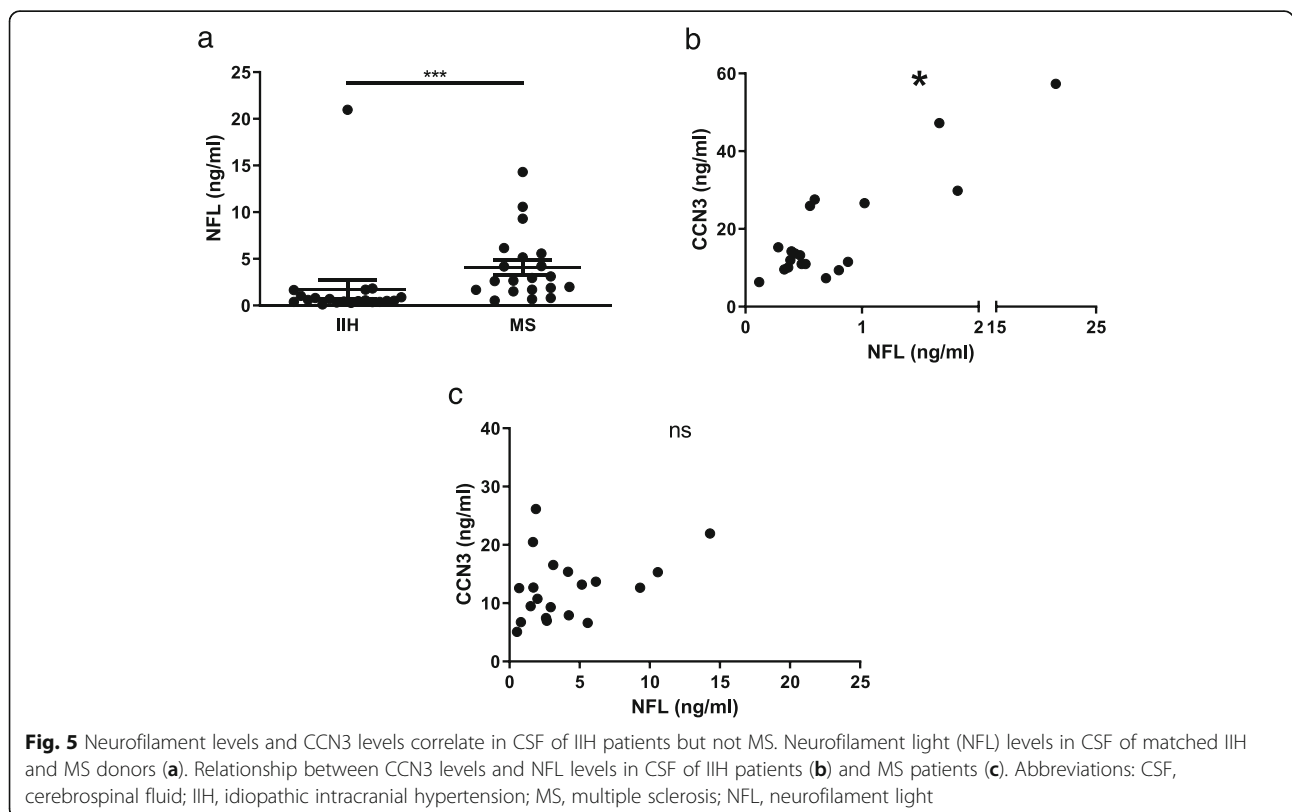 a
25
20
15
10
5
0
NFL (ng/ml)
***
IIH
MS
b
60
40
20
0
CCN3 (ng/ml)
*
0
1
2
15
25
NFL (ng/ml)
c
40
30
20
10
0
CCN3 (ng/ml)
ns
0
5
10
15
20
25
NFL (ng/ml)
Fig. 5 Neurofilament levels and CCN3 levels correlate in CSF of IIH patients but not MS. Neurofilament light (NFL) levels in CSF of matched IIH
and MS donors (a). Relationship between CCN3 levels and NFL levels in CSF of IIH patients (b) and MS patients (c). Abbreviations: CSF,
cerebrospinal fluid; IIH, idiopathic intracranial hypertension; MS, multiple sclerosis; NFL, neurofilament light